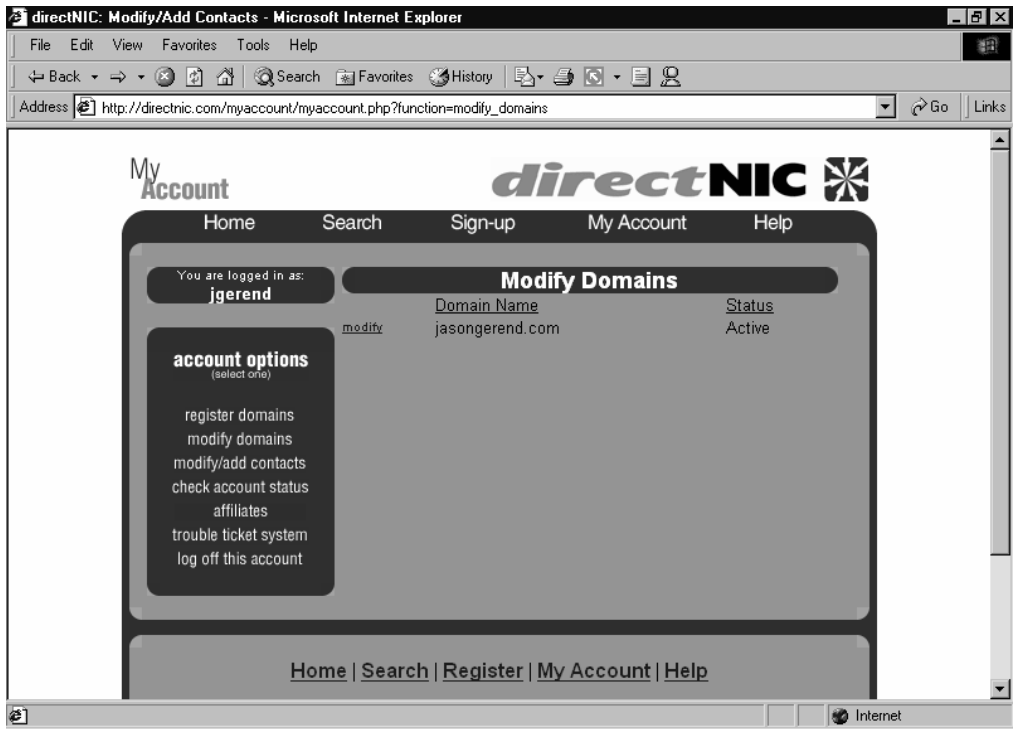 directNIC: Modify/Add Contacts - Microsoft Internet Explorer
File Edit View Favorites Tools Help
Back Search Favorites History
Address http://directnic.com/myaccount/myaccount.php?function=modify_domains Go Links
My Account
directNIC
Home Search Sign-up My Account Help
You are logged in as:
jgerend
Modify Domains
Domain Name Status
modify jasongerend.com Active
account options
(select one)
register domains
modify domains
modify/add contacts
check account status
affiliates
trouble ticket system
log off this account
Home | Search | Register | My Account | Help
Internet